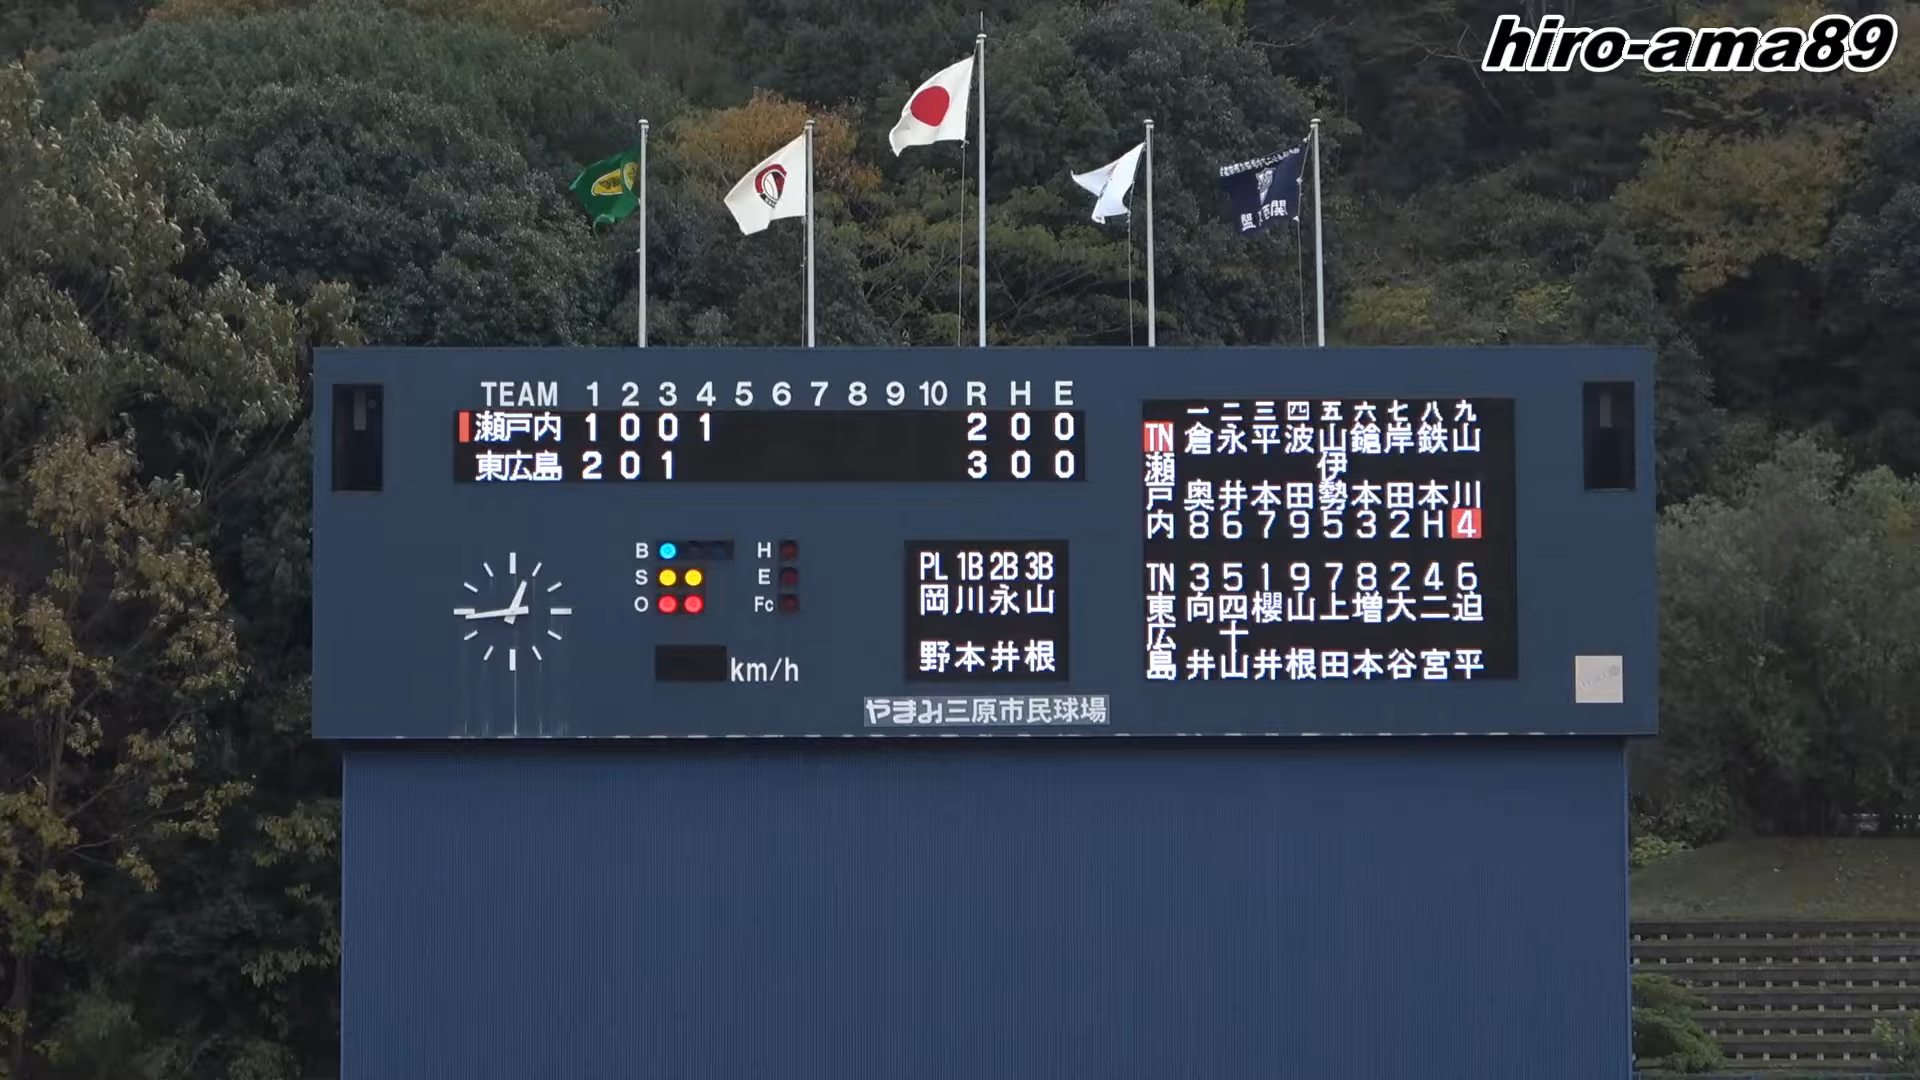 hiro-ama89
TEAM 1 2 3 4 5 6 7 8 9 10 R H E
瀬戸内 1 0 0 1 2 0 0
東広島 2 0 1 3 0 0
B H
S E
O Fc
km/h
PL 1B 2B 3B
岡 川 永 山
野 本 井 根
やまみ三原市民球場
一 二 三 四 五 六 七 八 九
TN 倉 永 平 波 山 鎗 岸 鉄 山
瀬 伊
戸 奥 井 本 田 勢 本 田 本 川
内 8 6 7 9 5 3 2 H 4
TN 3 5 1 9 7 8 2 4 6
東 向 四 櫻 山 上 増 大 二 迫
広 十
島 井 山 井 根 田 本 谷 宮 平